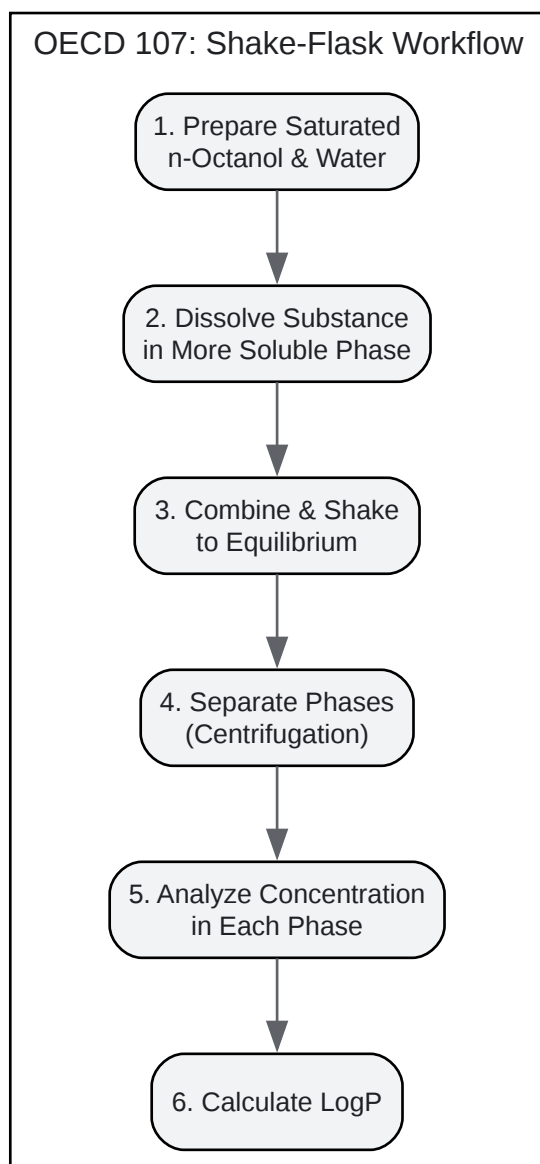 OECD 107: Shake-Flask Workflow
1. Prepare Saturated
n-Octanol & Water
2. Dissolve Substance
in More Soluble Phase
3. Combine & Shake
to Equilibrium
4. Separate Phases
(Centrifugation)
5. Analyze Concentration
in Each Phase
6. Calculate LogP